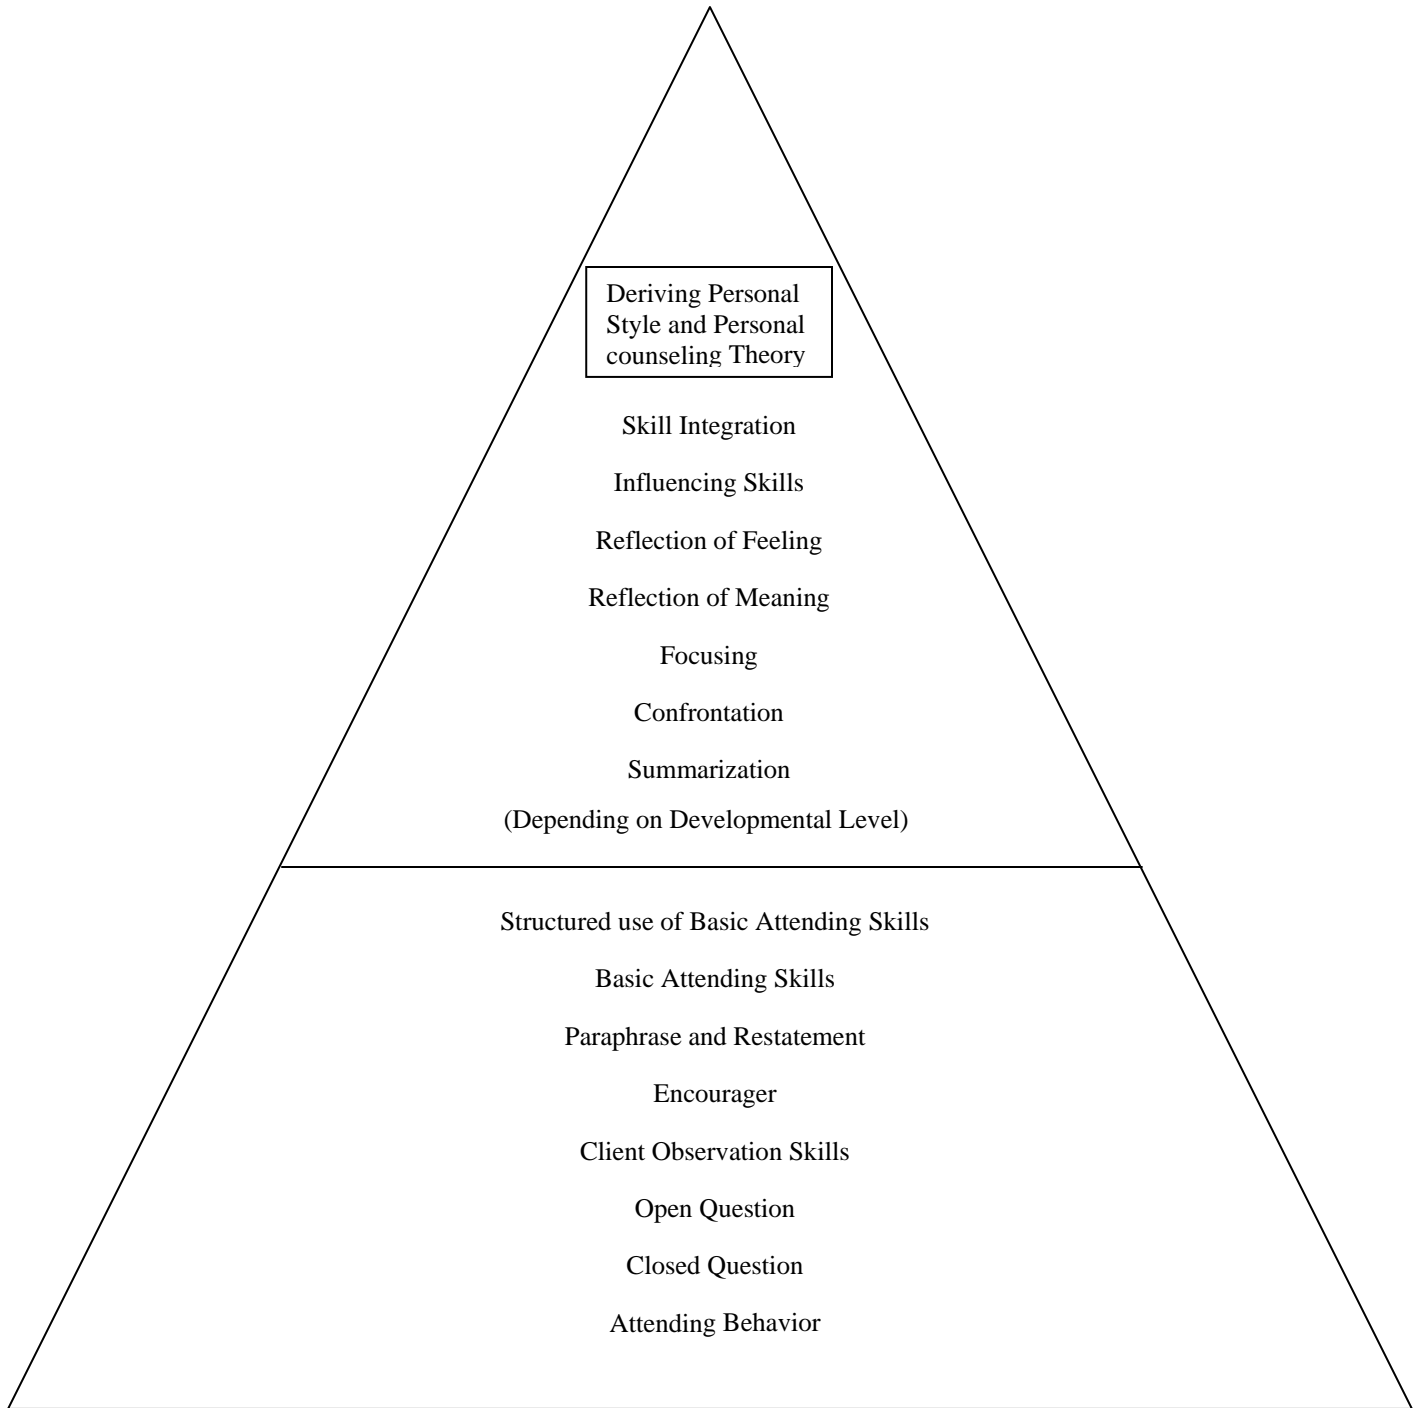 Deriving Personal
Style and Personal
counseling Theory
Skill Integration
Influencing Skills
Reflection of Feeling
Reflection of Meaning
Focusing
Confrontation
Summarization
(Depending on Developmental Level)
Structured use of Basic Attending Skills
Basic Attending Skills
Paraphrase and Restatement
Encourager
Client Observation Skills
Open Question
Closed Question
Attending Behavior